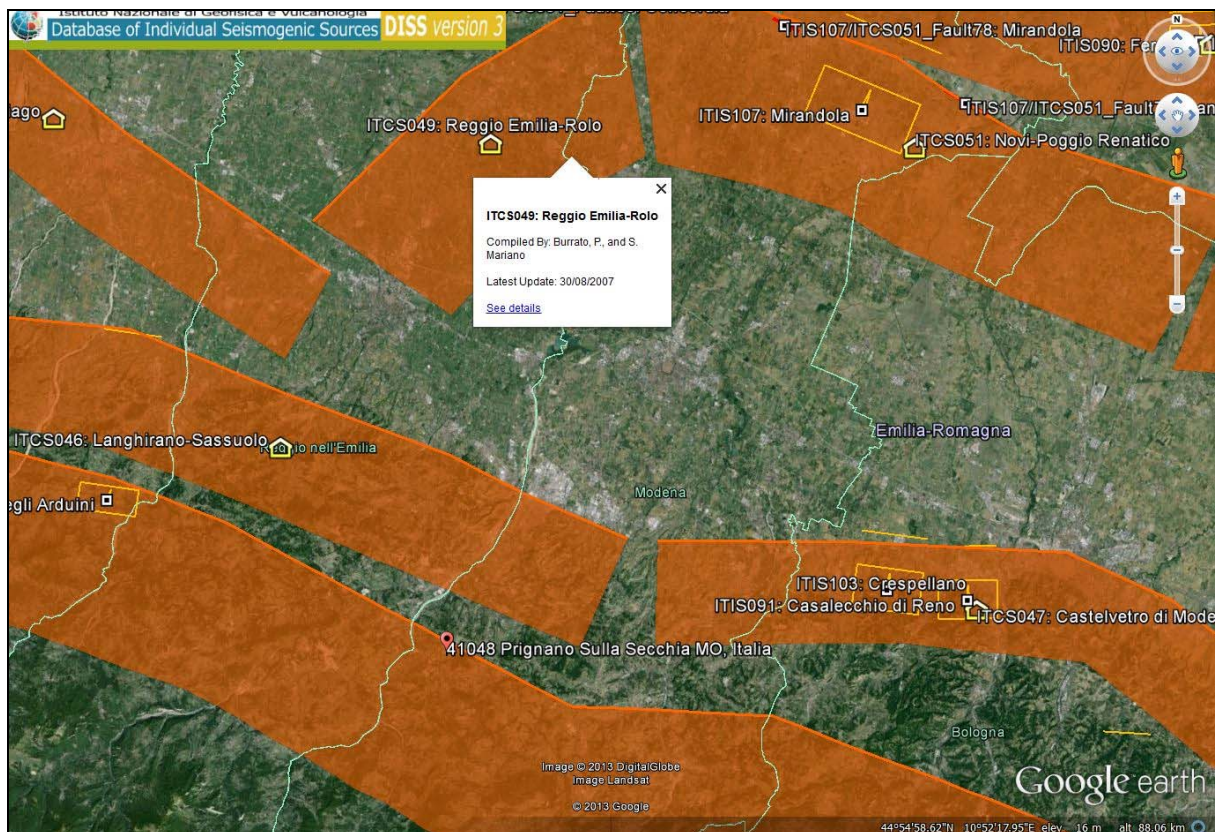 Istituto Nazionale di Geofisica e Vulcanologia
Database of Individual Seismogenic Sources DISS version 3
ITIS107/ITCS051_Fault78: Mirandola
ITIS090: Fer
N
iago
ITCS049: Reggio Emilia-Rolo
ITIS107: Mirandola
ITIS107/ITCS051_Fault
ITCS051: Novi-Poggio Renatico
ITCS049: Reggio Emilia-Rolo
Compiled By: Burrato, P., and S.
Mariano
Latest Update: 30/08/2007
See details
ITCS046: Langhirano-Sassuolo
Reggio nell'Emilia
Emilia-Romagna
egli Arduini
Modena
ITIS103: Crespellano
ITIS091: Casalecchio di Reno
ITCS047: Castelvetro di Mode
41048 Prignano Sulla Secchia MO, Italia
Bologna
Image © 2013 DigitalGlobe
Image Landsat
© 2013 Google
Google earth
44°54'58.62"N 10°52'17.95"E elev 16 m alt 88.06 km